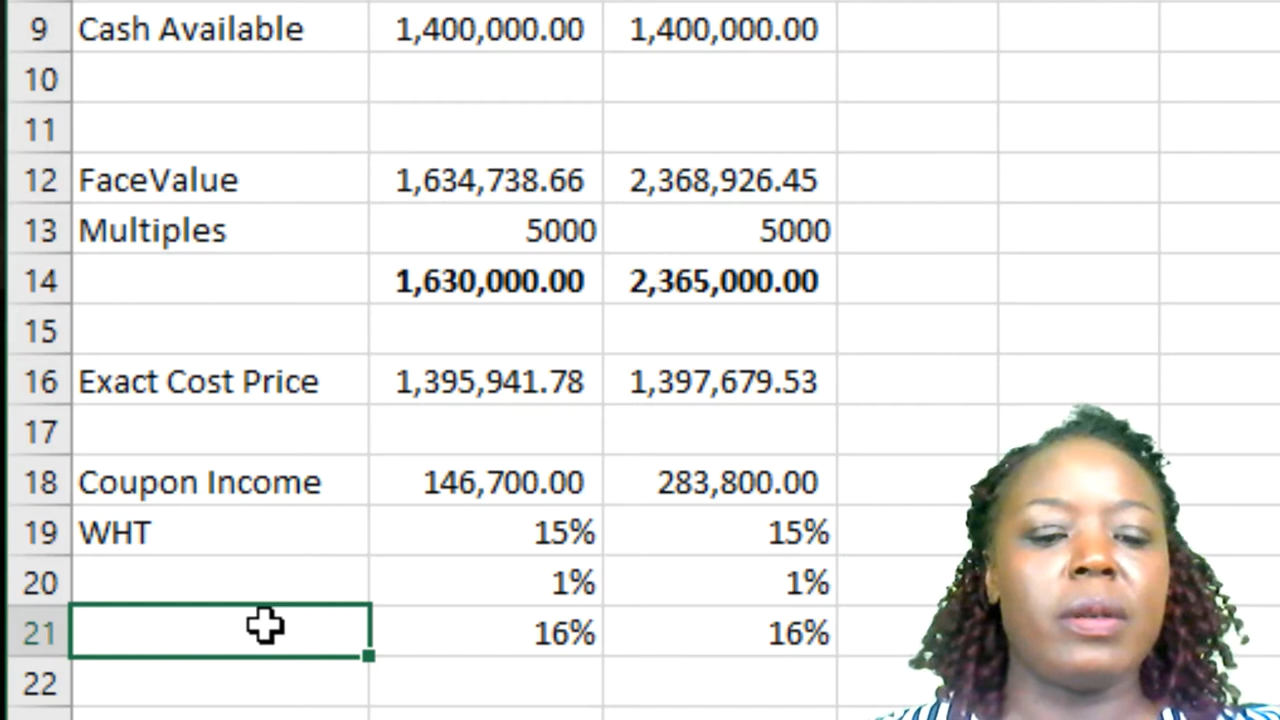 9 Cash Available 1,400,000.00 1,400,000.00
10
11
12 FaceValue 1,634,738.66 2,368,926.45
13 Multiples 5000 5000
14 1,630,000.00 2,365,000.00
15
16 Exact Cost Price 1,395,941.78 1,397,679.53
17
18 Coupon Income 146,700.00 283,800.00
19 WHT 15% 15%
20 1% 1%
21 16% 16%
22